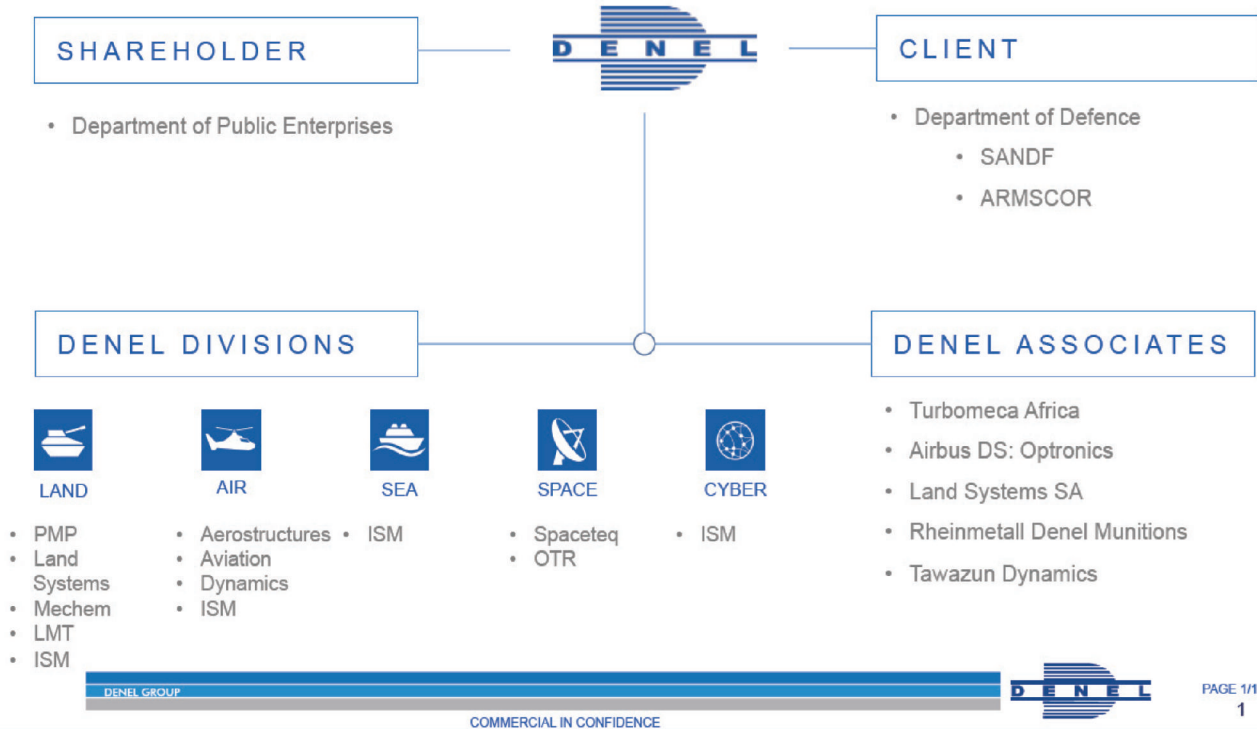 SHAREHOLDER
DENEL
CLIENT
• Department of Public Enterprises
• Department of Defence
• SANDF
• ARMSCOR
DENEL DIVISIONS
DENEL ASSOCIATES
LAND
• PMP
• Land
Systems
• Mechem
• LMT
• ISM
AIR
• Aerostructures
• Aviation
• Dynamics
• ISM
SEA
• ISM
SPACE
• Spaceteq
• OTR
CYBER
• ISM
• Turbomeca Africa
• Airbus DS: Optronics
• Land Systems SA
• Rheinmetall Denel Munitions
• Tawazun Dynamics
DENEL GROUP
DENEL
PAGE 1/1
1
COMMERCIAL IN CONFIDENCE